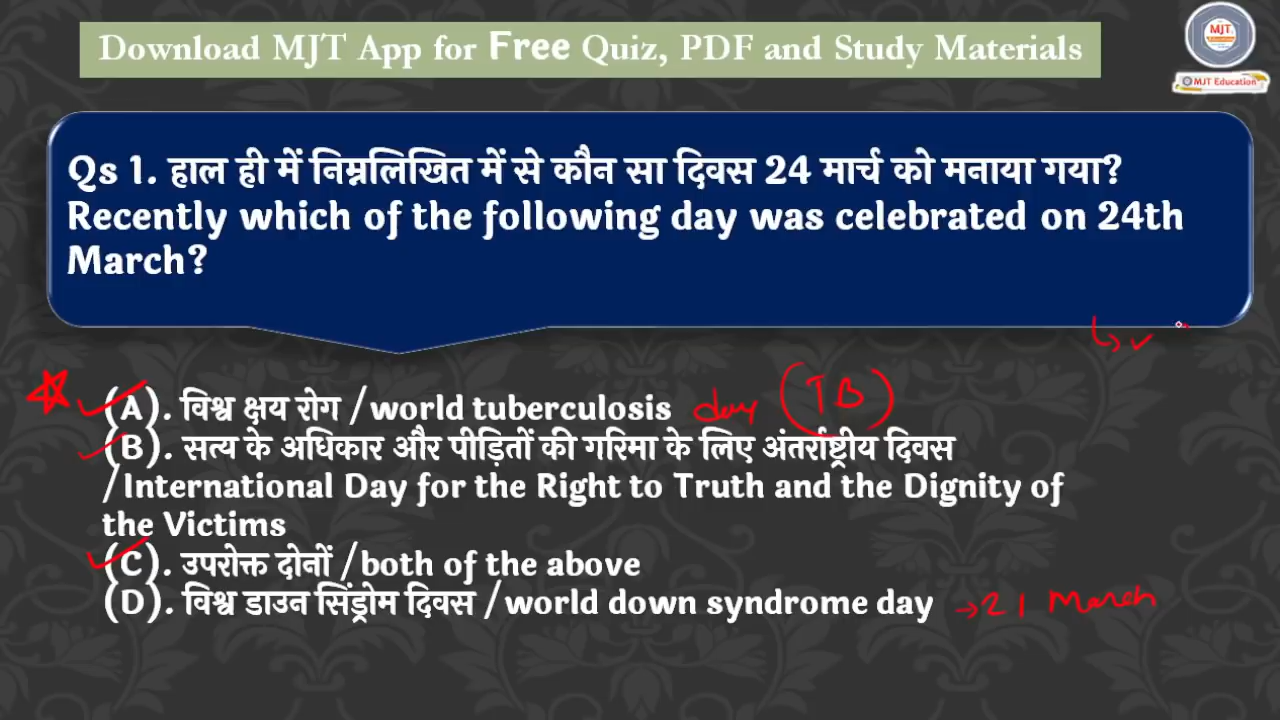 Download MJT App for Free Quiz, PDF and Study Materials
MJT
Education
MJT Education
Qs 1. हाल ही में निम्नलिखित में से कौन सा दिवस 24 मार्च को मनाया गया?
Recently which of the following day was celebrated on 24th
March?
(A). विश्व क्षय रोग /world tuberculosis day (TB)
(B). सत्य के अधिकार और पीड़ितों की गरिमा के लिए अंतर्राष्ट्रीय दिवस
/International Day for the Right to Truth and the Dignity of
the Victims
(C). उपरोक्त दोनों /both of the above
(D). विश्व डाउन सिंड्रोम दिवस /world down syndrome day → 21 March